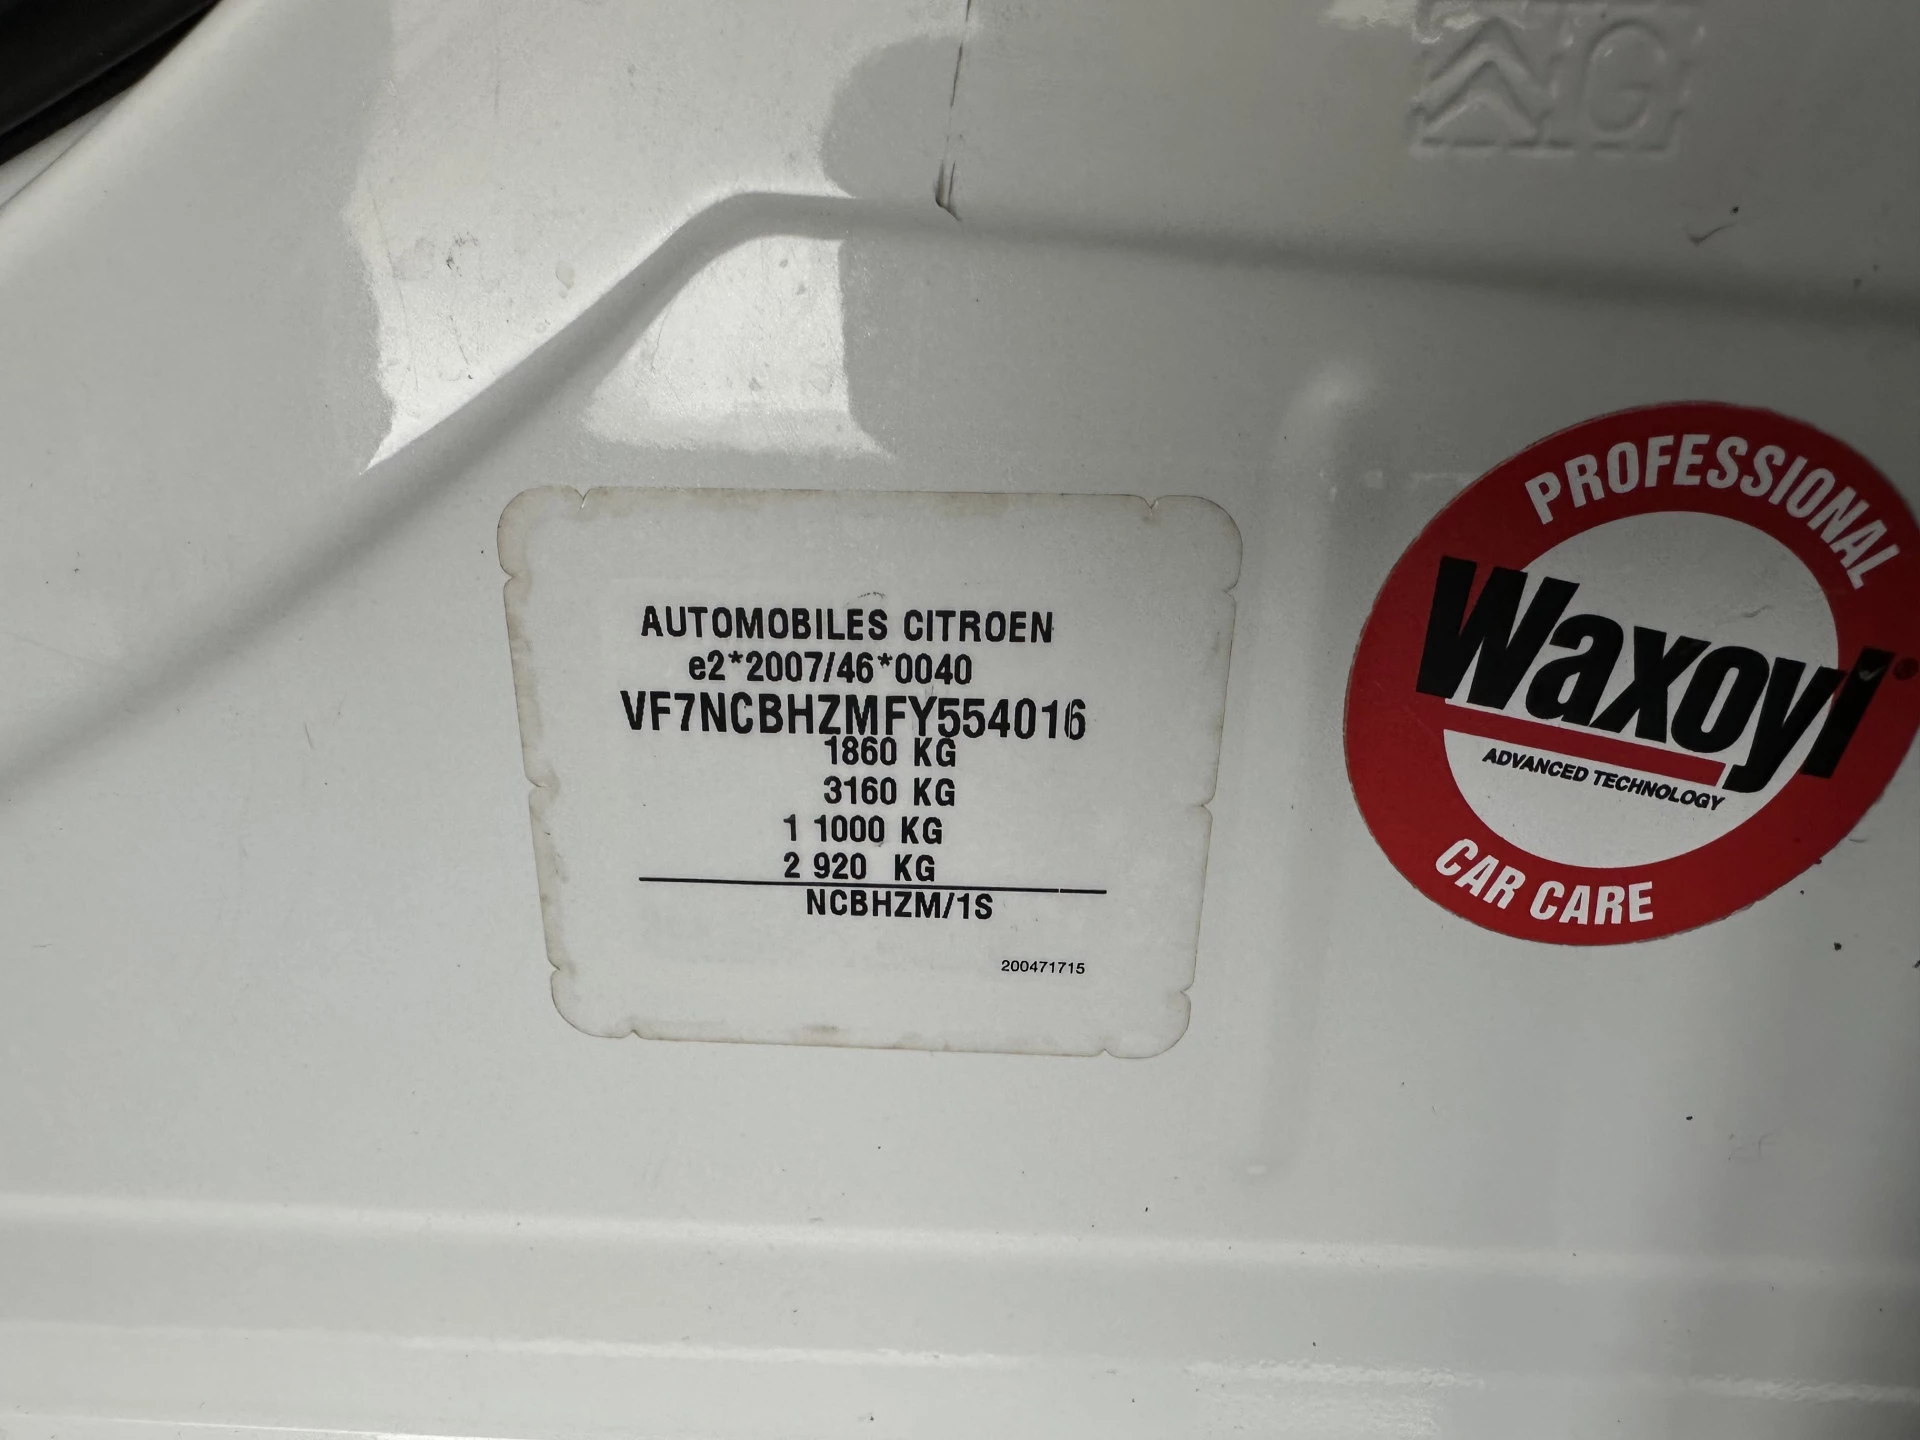 G
AUTOMOBILES CITROEN
e2*2007/46*0040
VF7NCBHZMFY554016
1860 KG
3160 KG
1 1000 KG
2 920 KG
NCBHZM/1S
200471715
PROFESSIONAL
Waxoyl®
ADVANCED TECHNOLOGY
CAR CARE